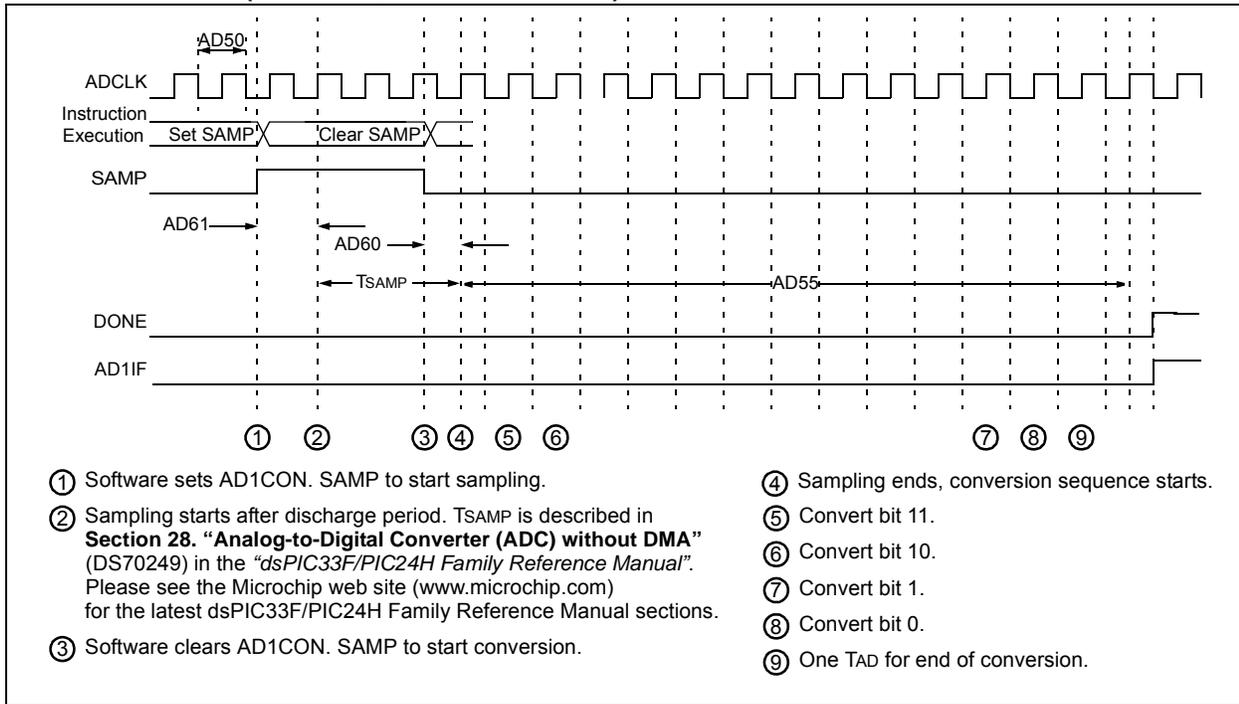 AD50
ADCLK
Instruction
Execution
Set SAMP
Clear SAMP
SAMP
AD61
AD60
TSAMP
AD55
DONE
AD1IF
1 2 3 4 5 6 7 8 9
1 Software sets AD1CON. SAMP to start sampling.
2 Sampling starts after discharge period. TSAMP is described in
Section 28. “Analog-to-Digital Converter (ADC) without DMA”
(DS70249) in the “dsPIC33F/PIC24H Family Reference Manual”.
Please see the Microchip web site (www.microchip.com)
for the latest dsPIC33F/PIC24H Family Reference Manual sections.
3 Software clears AD1CON. SAMP to start conversion.
4 Sampling ends, conversion sequence starts.
5 Convert bit 11.
6 Convert bit 10.
7 Convert bit 1.
8 Convert bit 0.
9 One TAD for end of conversion.